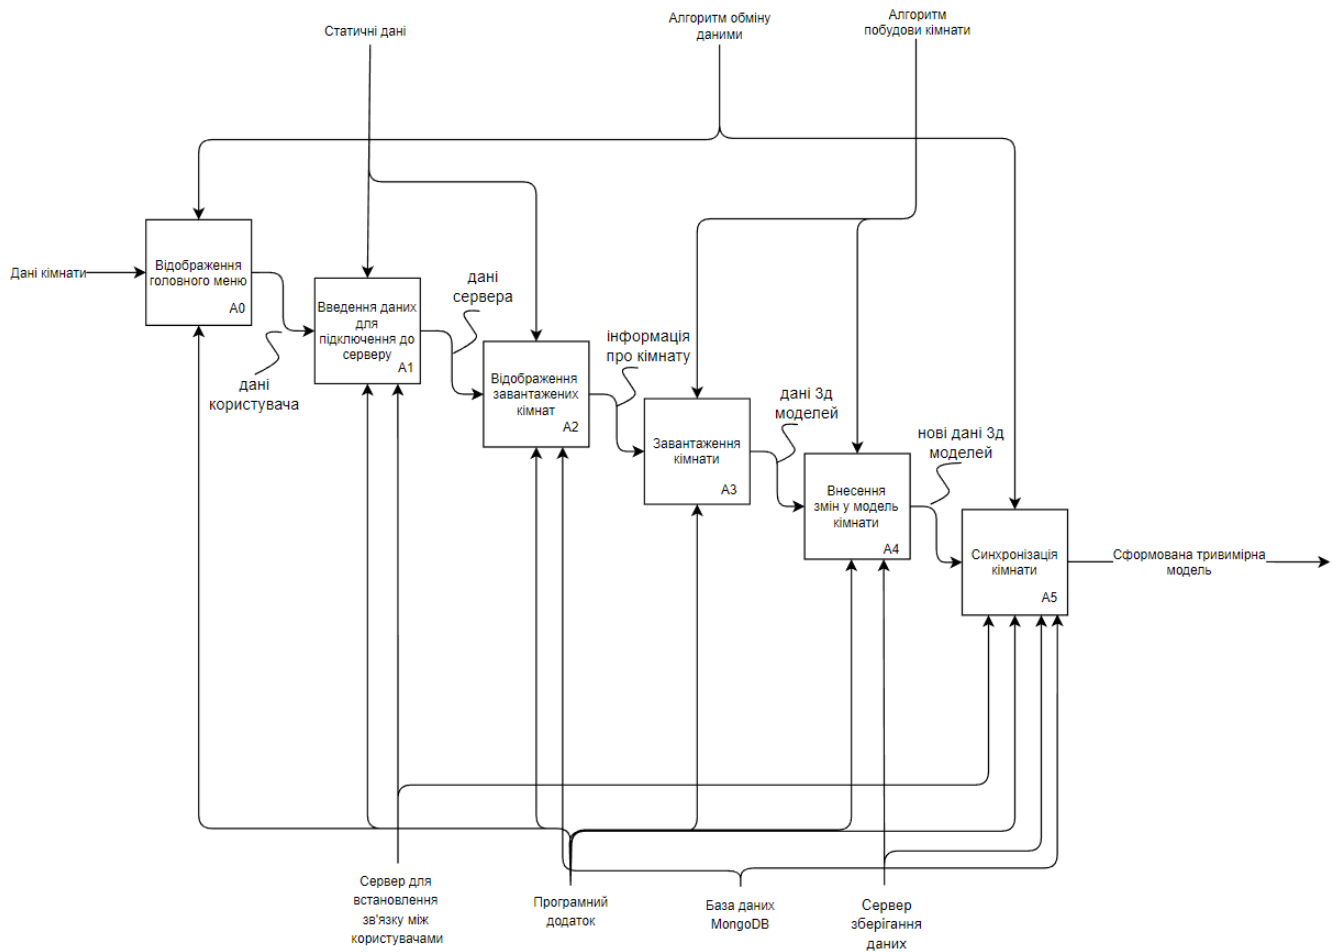 Статичні дані
Алгоритм обміну
даними
Алгоритм
побудови кімнати
Дані кімнати
Відображення
головного меню
A0
дані
користувача
Введення даних
для
підключення до
серверу
A1
дані
сервера
Відображення
завантажених
кімнат
A2
інформація
про кімнату
Завантаження
кімнати
A3
дані 3д
моделей
Внесення
змін у модель
кімнати
A4
нові дані 3д
моделей
Синхронізація
кімнати
A5
Сформована тривимірна
модель
Сервер для
встановлення
зв'язку між
користувачами
Програмний
додаток
База даних
MongoDB
Сервер
зберігання
даних